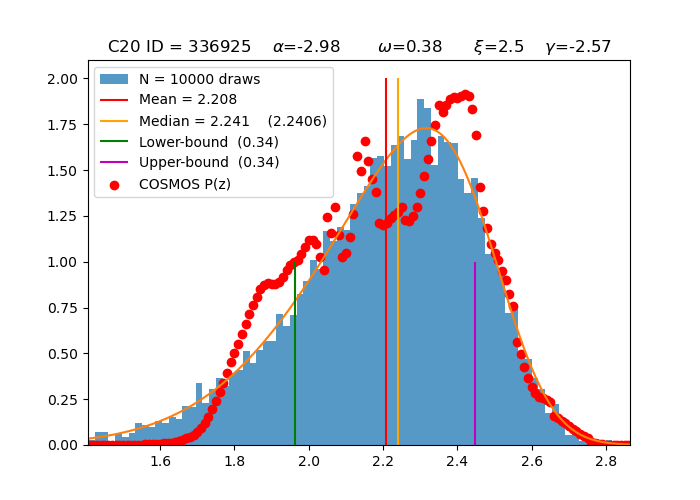 C20 ID = 336925 α=-2.98 ω=0.38 ξ=2.5 γ=-2.57
N = 10000 draws
Mean = 2.208
Median = 2.241 (2.2406)
Lower-bound (0.34)
Upper-bound (0.34)
COSMOS P(z)
2.00
1.75
1.50
1.25
1.00
0.75
0.50
0.25
0.00
1.6 1.8 2.0 2.2 2.4 2.6 2.8